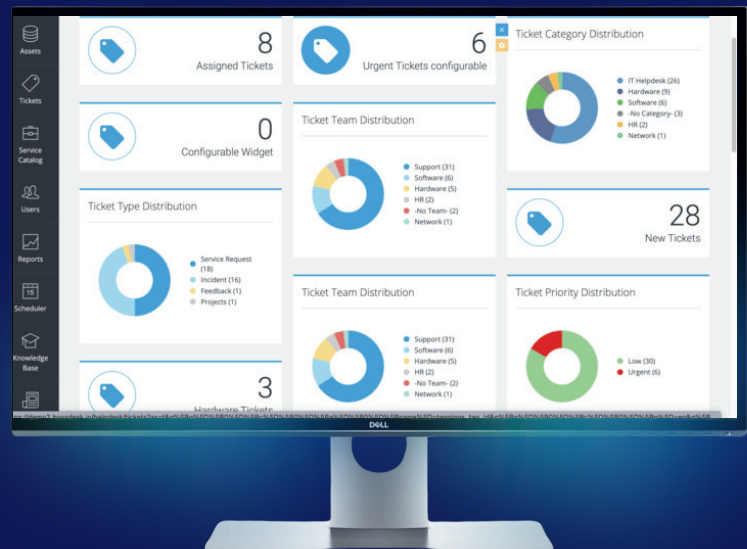 Assets
Tickets
Service
Catalog
Users
Reports
15
Scheduler
Knowledge
Base
8
Assigned Tickets
0
Configurable Widget
Ticket Type Distribution
Service Request
(18)
Incident (16)
Feedback (1)
Projects (1)
3
Hardware Tickets
6
Urgent Tickets configurable
Ticket Team Distribution
Support (31)
Software (6)
Hardware (5)
HR (2)
-No Team- (2)
Network (1)
Ticket Team Distribution
Support (31)
Software (6)
Hardware (5)
HR (2)
-No Team- (2)
Network (1)
Ticket Category Distribution
IT Helpdesk (26)
Hardware (9)
Software (6)
-No Category- (3)
HR (2)
Network (1)
28
New Tickets
Ticket Priority Distribution
Low (30)
Urgent (6)
DELL